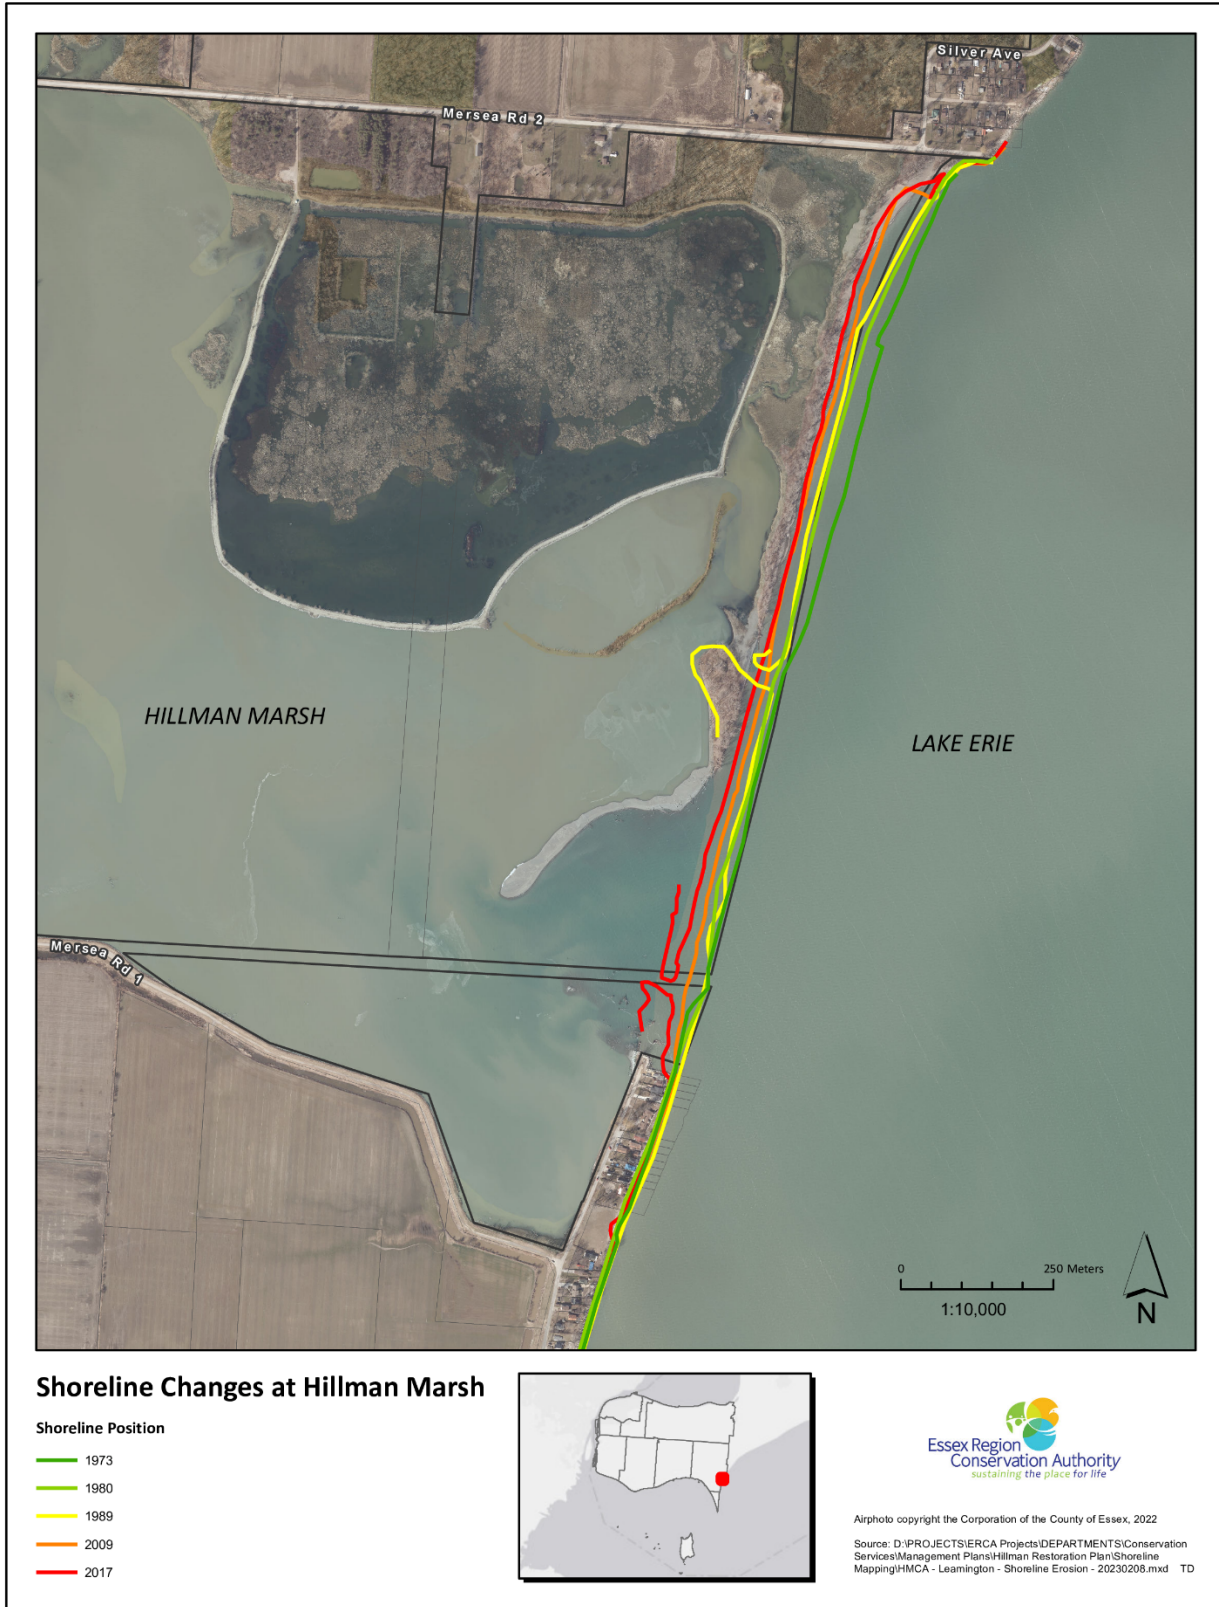 Silver Ave
Mersea Rd 2
HILLMAN MARSH
LAKE ERIE
Mersea Rd 1
0 250 Meters
1:10,000
N
Shoreline Changes at Hillman Marsh
Shoreline Position
1973
1980
1989
2009
2017
Essex Region
Conservation Authority
sustaining the place for life
Airphoto copyright the Corporation of the County of Essex, 2022
Source: D:\PROJECTS\ERCA Projects\DEPARTMENTS\Conservation
Services\Management Plans\Hillman Restoration Plan\Shoreline
Mapping\HMCA - Leamington - Shoreline Erosion - 20230208.mxd TD